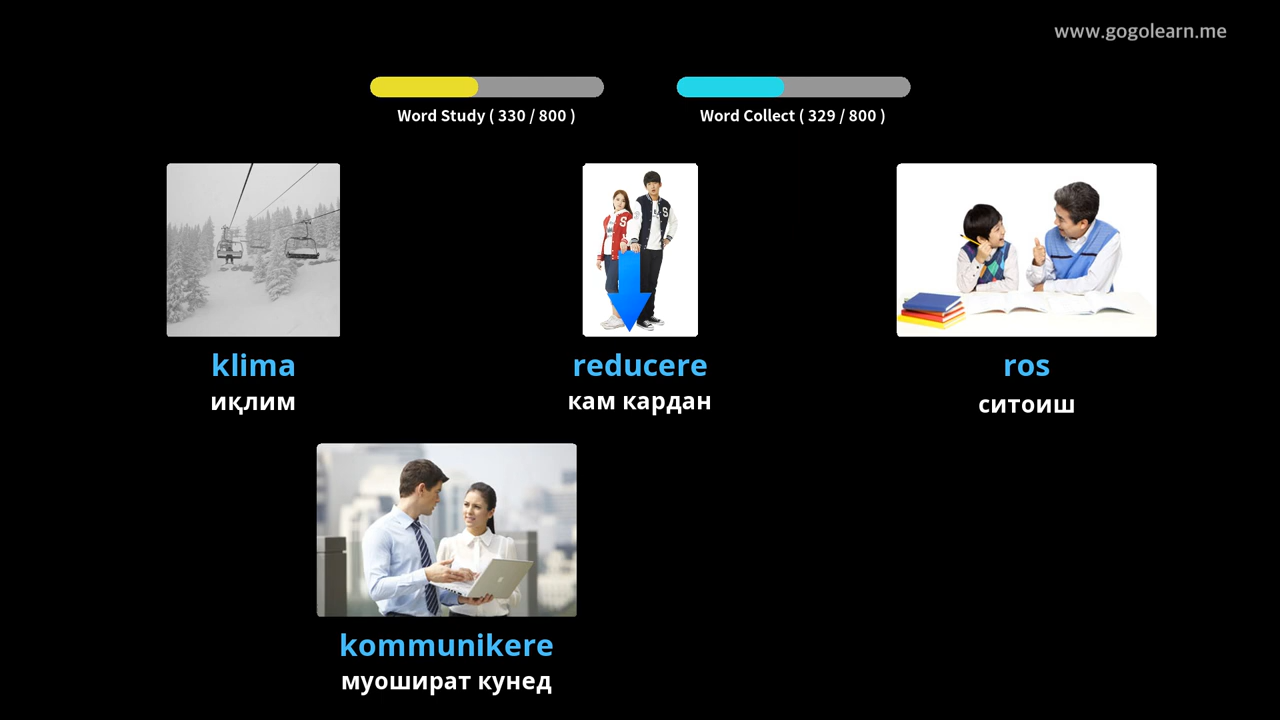 www.gogolearn.me
Word Study ( 330 / 800 )
Word Collect ( 329 / 800 )
klima
иқлим
reducere
кам кардан
ros
ситоиш
kommunikere
муошират кунед